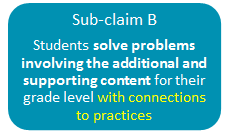 Sub-claim B
Students solve problems
involving the additional and
supporting content for their
grade level with connections
to practices